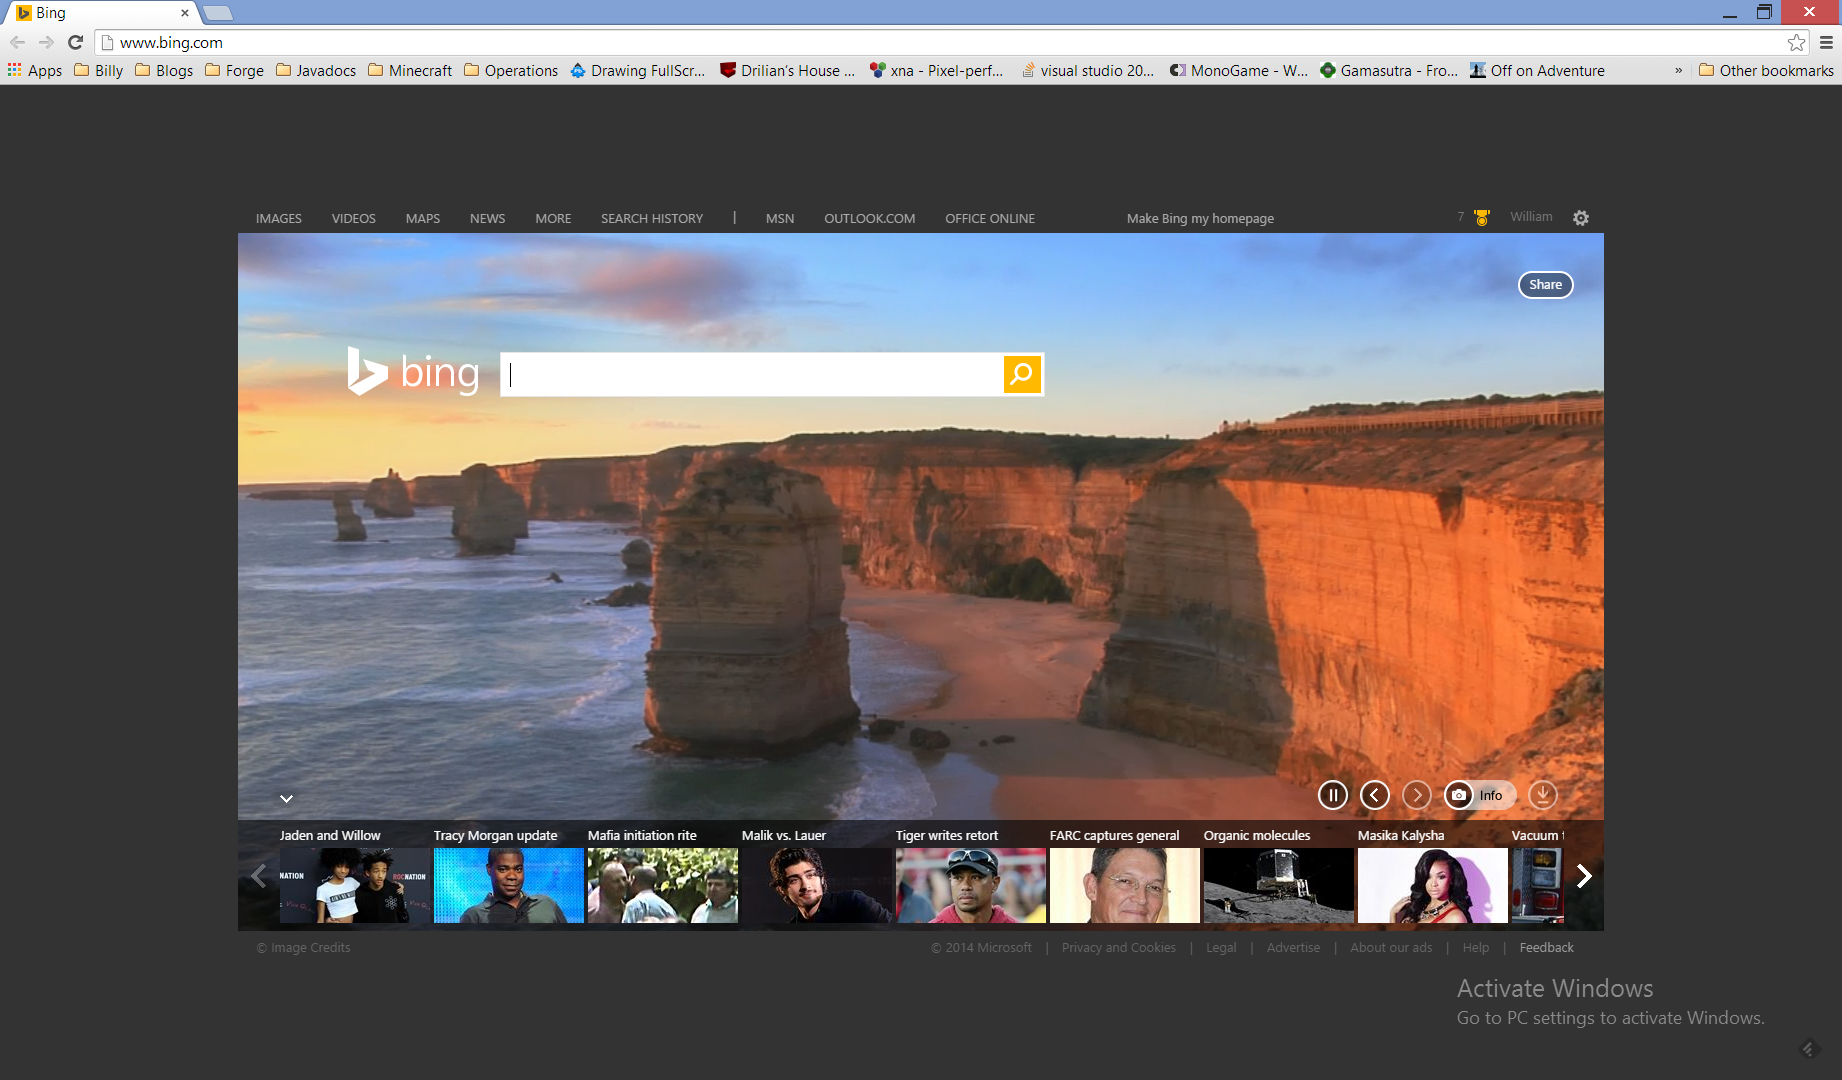 Bing
www.bing.com
Apps Billy Blogs Forge Javadocs Minecraft Operations Drawing FullScr... Drilian's House ... xna - Pixel-perf... visual studio 20... MonoGame - W... Gamasutra - Fro... Off on Adventure » Other bookmarks
IMAGES VIDEOS MAPS NEWS MORE SEARCH HISTORY | MSN OUTLOOK.COM OFFICE ONLINE Make Bing my homepage 7 William
Share
bing
Info
Jaden and Willow Tracy Morgan update Mafia initiation rite Malik vs. Lauer Tiger writes retort FARC captures general Organic molecules Masika Kalysha Vacuum
NATION ROCNATION
© Image Credits © 2014 Microsoft | Privacy and Cookies | Legal | Advertise | About our ads | Help | Feedback
Activate Windows
Go to PC settings to activate Windows.